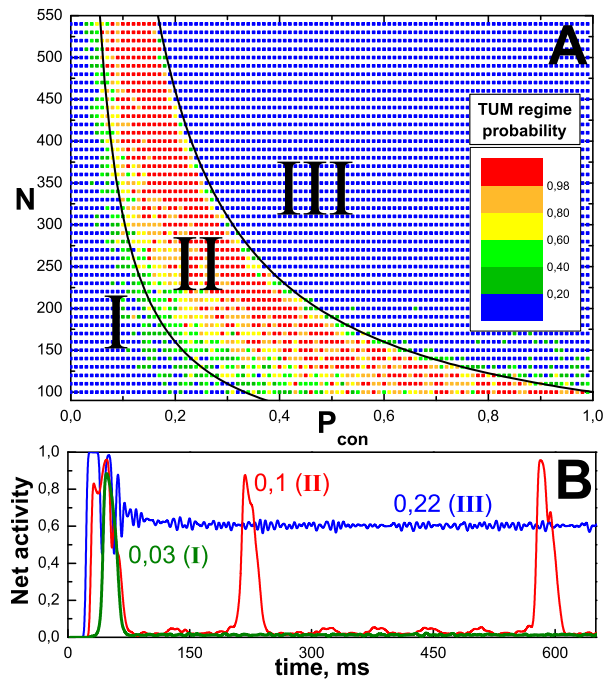 550
A
500
450
400
350
300
250
200
150
100
N
TUM regime
probability
0,98
0,80
0,60
0,40
0,20
III
II
I
0,0
0,2
0,4
0,6
0,8
1,0
P con
B
1,0
0,8
0,6
0,4
0,2
0,0
Net activity
0,1 (II)
0,22 (III)
0,03 (I)
0
150
300
450
600
time, ms